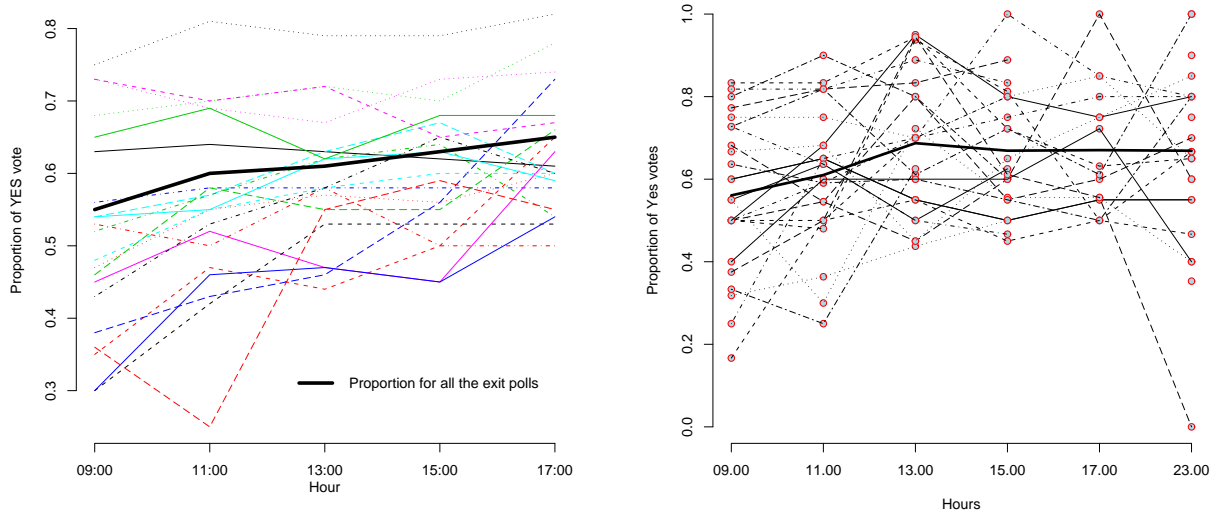 Proportion of YES vote
0.8
0.7
0.6
0.5
0.4
0.3
Proportion for all the exit polls
09:00 11:00 13:00 15:00 17:00
Hour
Proportion of Yes votes
1.0
0.8
0.6
0.4
0.2
0.0
09.00 11.00 13.00 15.00 17.00 23.00
Hours